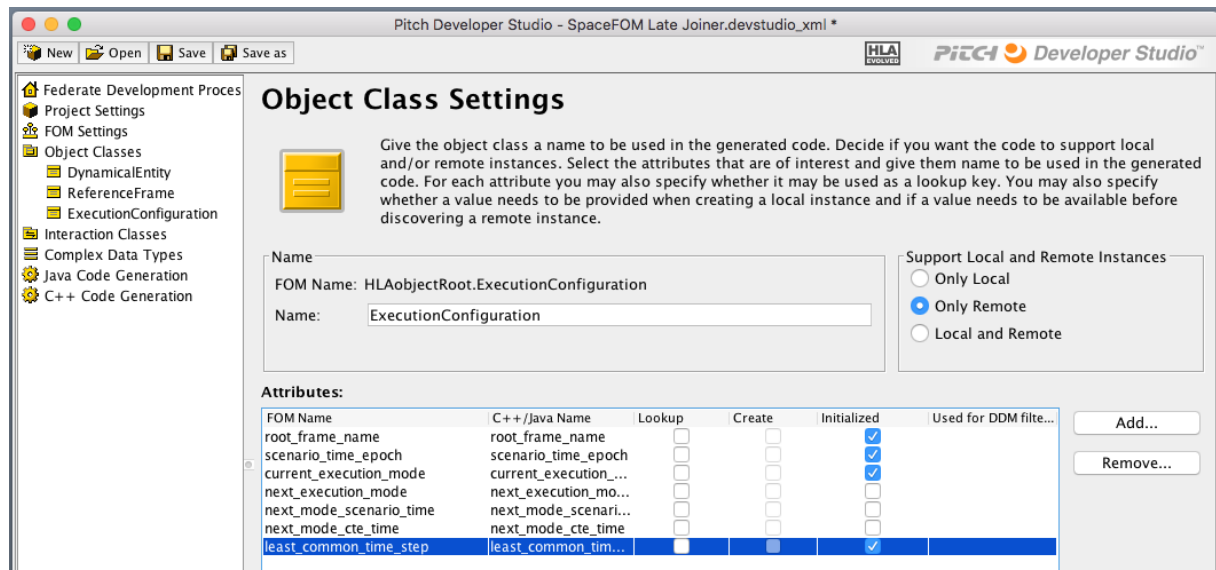 Pitch Developer Studio - SpaceFOM Late Joiner.devstudio_xml *
New Open Save Save as
HLA EVOLVED PITCH Developer Studio™
Federate Development Proces
Project Settings
FOM Settings
Object Classes
DynamicalEntity
ReferenceFrame
ExecutionConfiguration
Interaction Classes
Complex Data Types
Java Code Generation
C++ Code Generation
Object Class Settings
Give the object class a name to be used in the generated code. Decide if you want the code to support local
and/or remote instances. Select the attributes that are of interest and give them name to be used in the generated
code. For each attribute you may also specify whether it may be used as a lookup key. You may also specify
whether a value needs to be provided when creating a local instance and if a value needs to be available before
discovering a remote instance.
Name
FOM Name: HLAobjectRoot.ExecutionConfiguration
Name: ExecutionConfiguration
Support Local and Remote Instances
Only Local
Only Remote
Local and Remote
Attributes:
FOM Name C++/Java Name Lookup Create Initialized Used for DDM filte...
root_frame_name root_frame_name
scenario_time_epoch scenario_time_epoch
current_execution_mode current_execution_...
next_execution_mode next_execution_mo...
next_mode_scenario_time next_mode_scenari...
next_mode_cte_time next_mode_cte_time
least_common_time_step least_common_tim...
Add...
Remove...